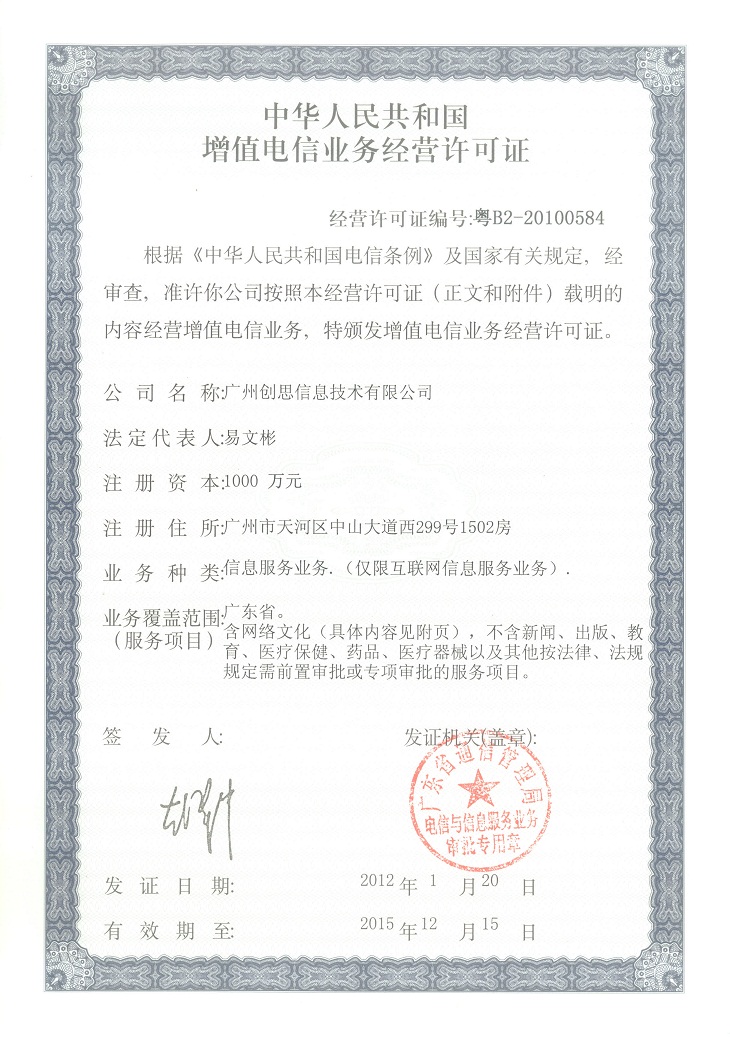 中华人民共和国
增值电信业务经营许可证
经营许可证编号:粤B2-20100584
根据《中华人民共和国电信条例》及国家有关规定，经
审查，准许你公司按照本经营许可证（正文和附件）载明的
内容经营增值电信业务，特颁发增值电信业务经营许可证。
公司名称:广州创思信息技术有限公司
法定代表人:易文彬
注册资本:1000 万元
注册住所:广州市天河区中山大道西299号1502房
业务种类:信息服务业务.（仅限互联网信息服务业务）.
业务覆盖范围:广东省。
（服务项目）含网络文化（具体内容见附页），不含新闻、出版、教
育、医疗保健、药品、医疗器械以及其他按法律、法规
规定需前置审批或专项审批的服务项目。
签发人: 发证机关(盖章):
广东省通信管理局
电信与信息服务业务
审批专用章
发证日期: 2012 年 1 月 20 日
有效期至: 2015 年 12 月 15 日